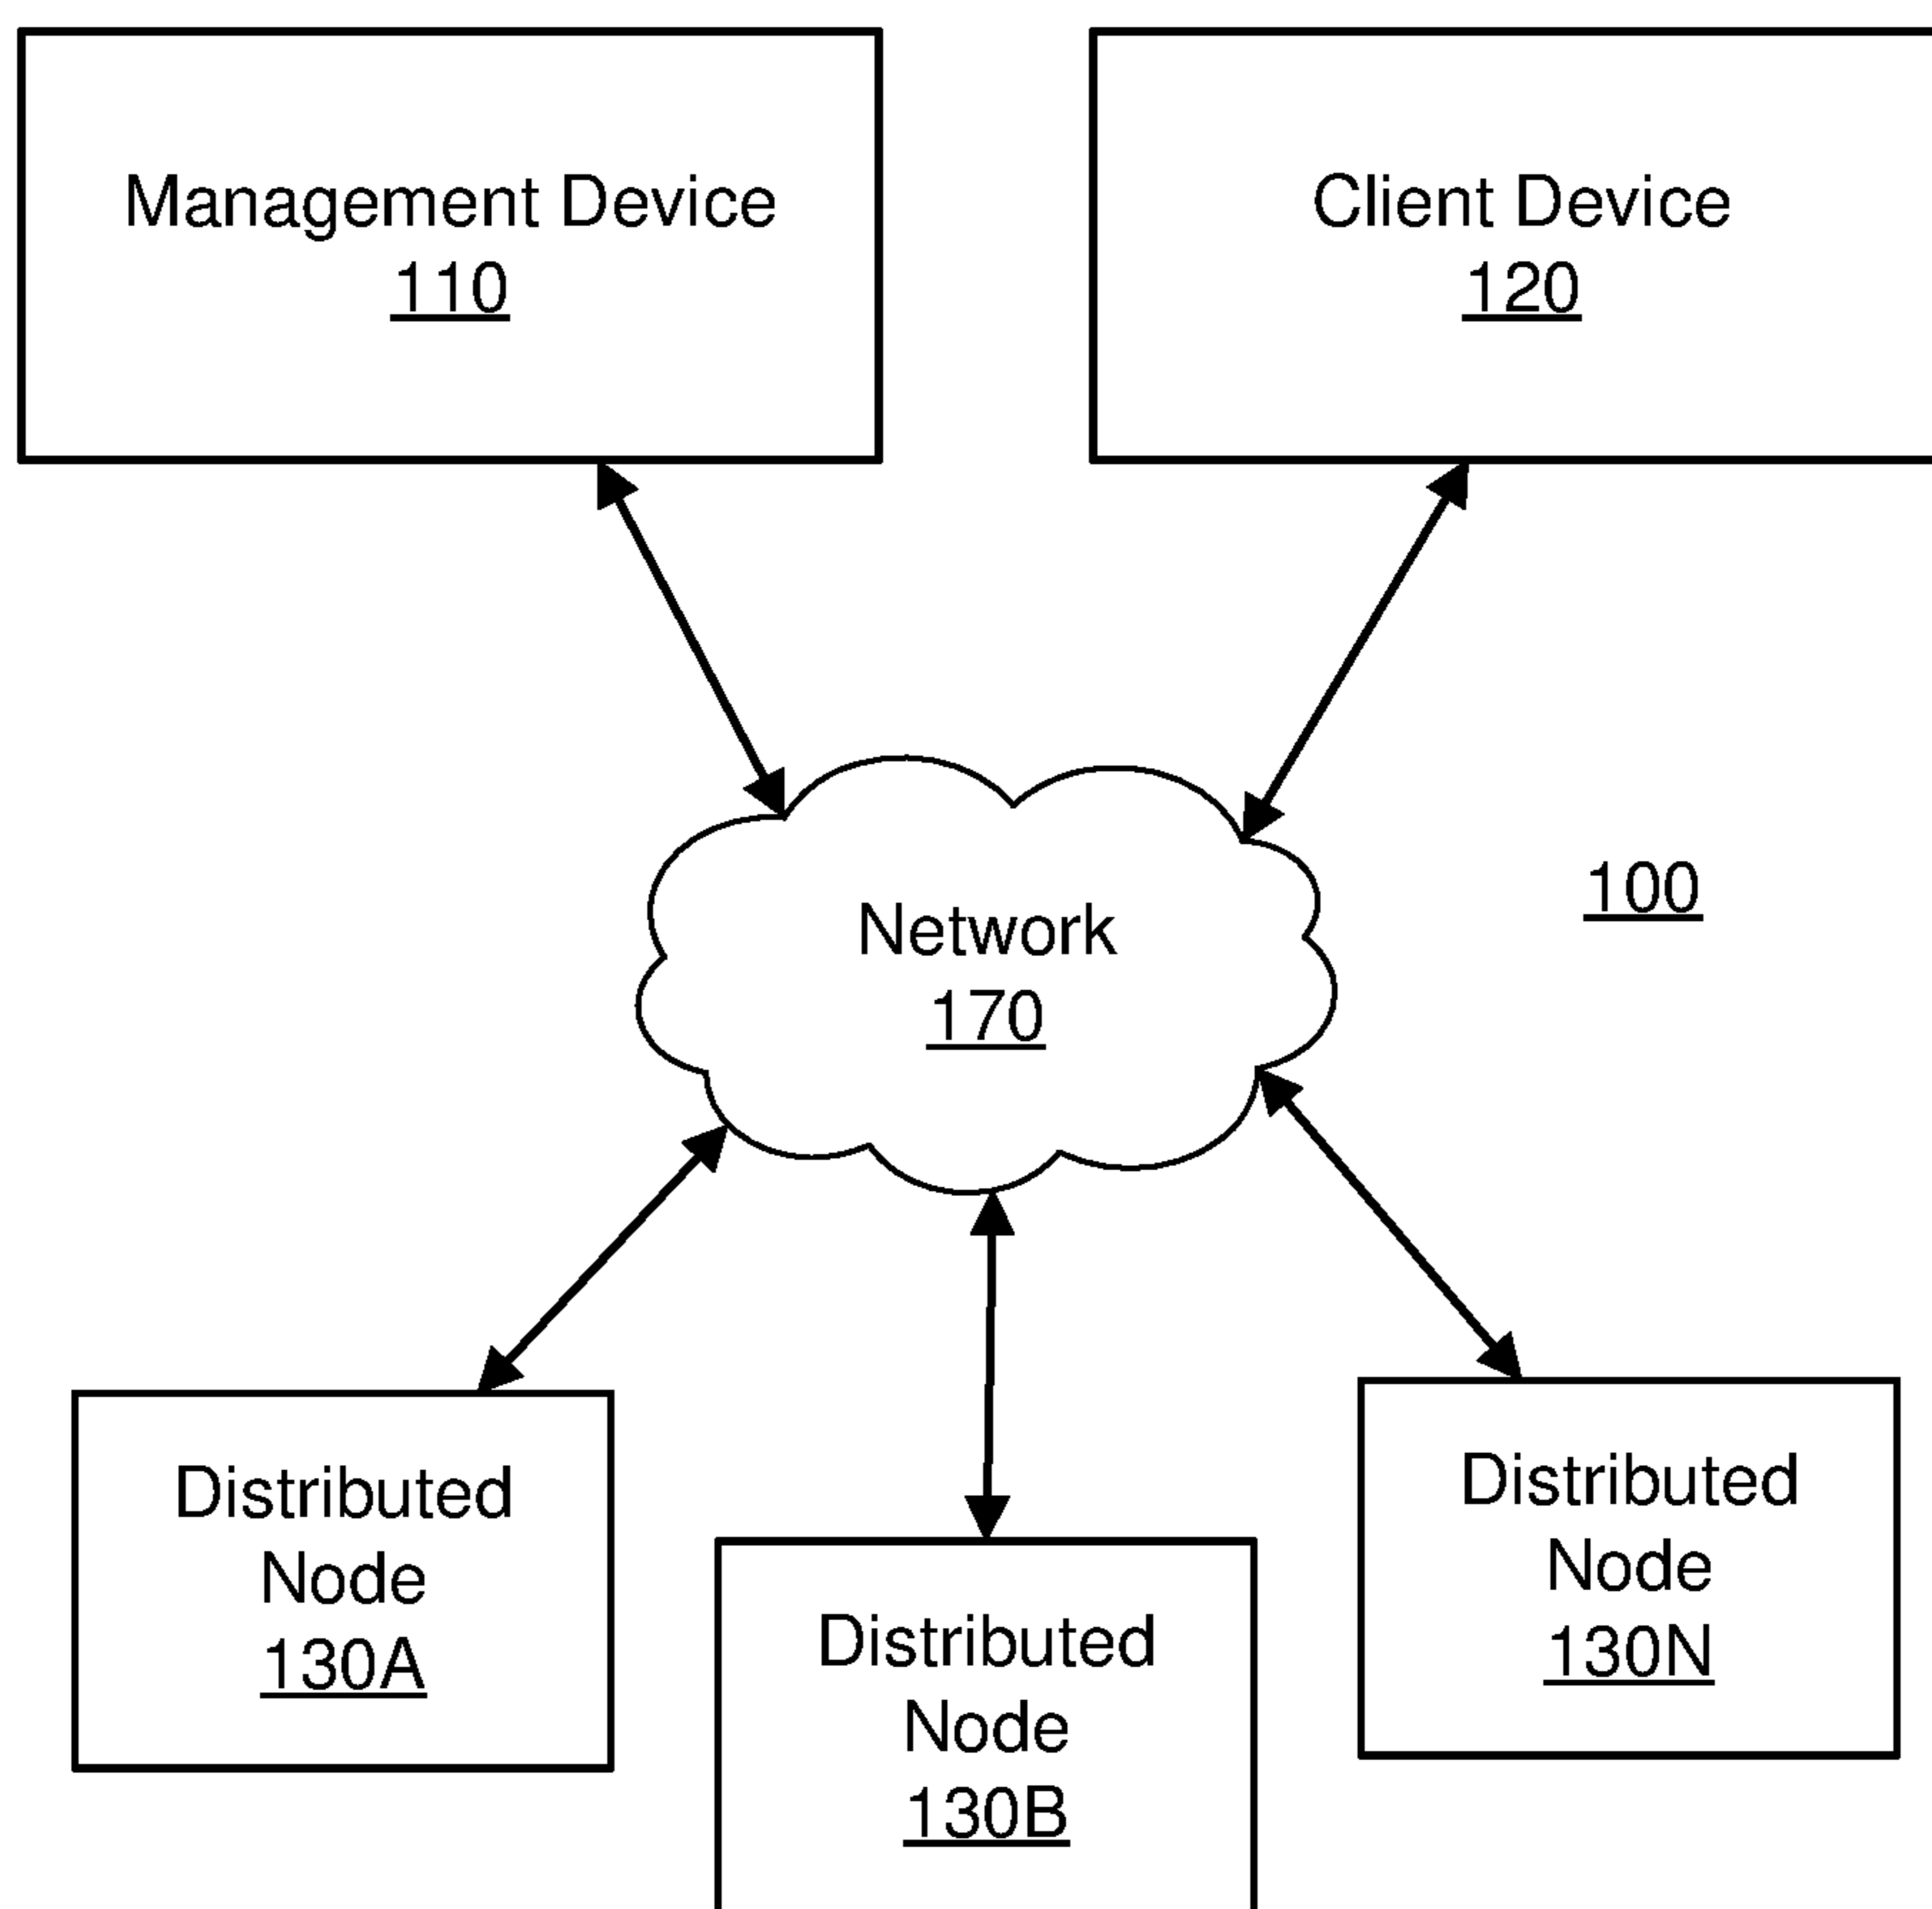 Management Device
110
Client Device
120
100
Network
170
Distributed
Node
130A
Distributed
Node
130B
Distributed
Node
130N